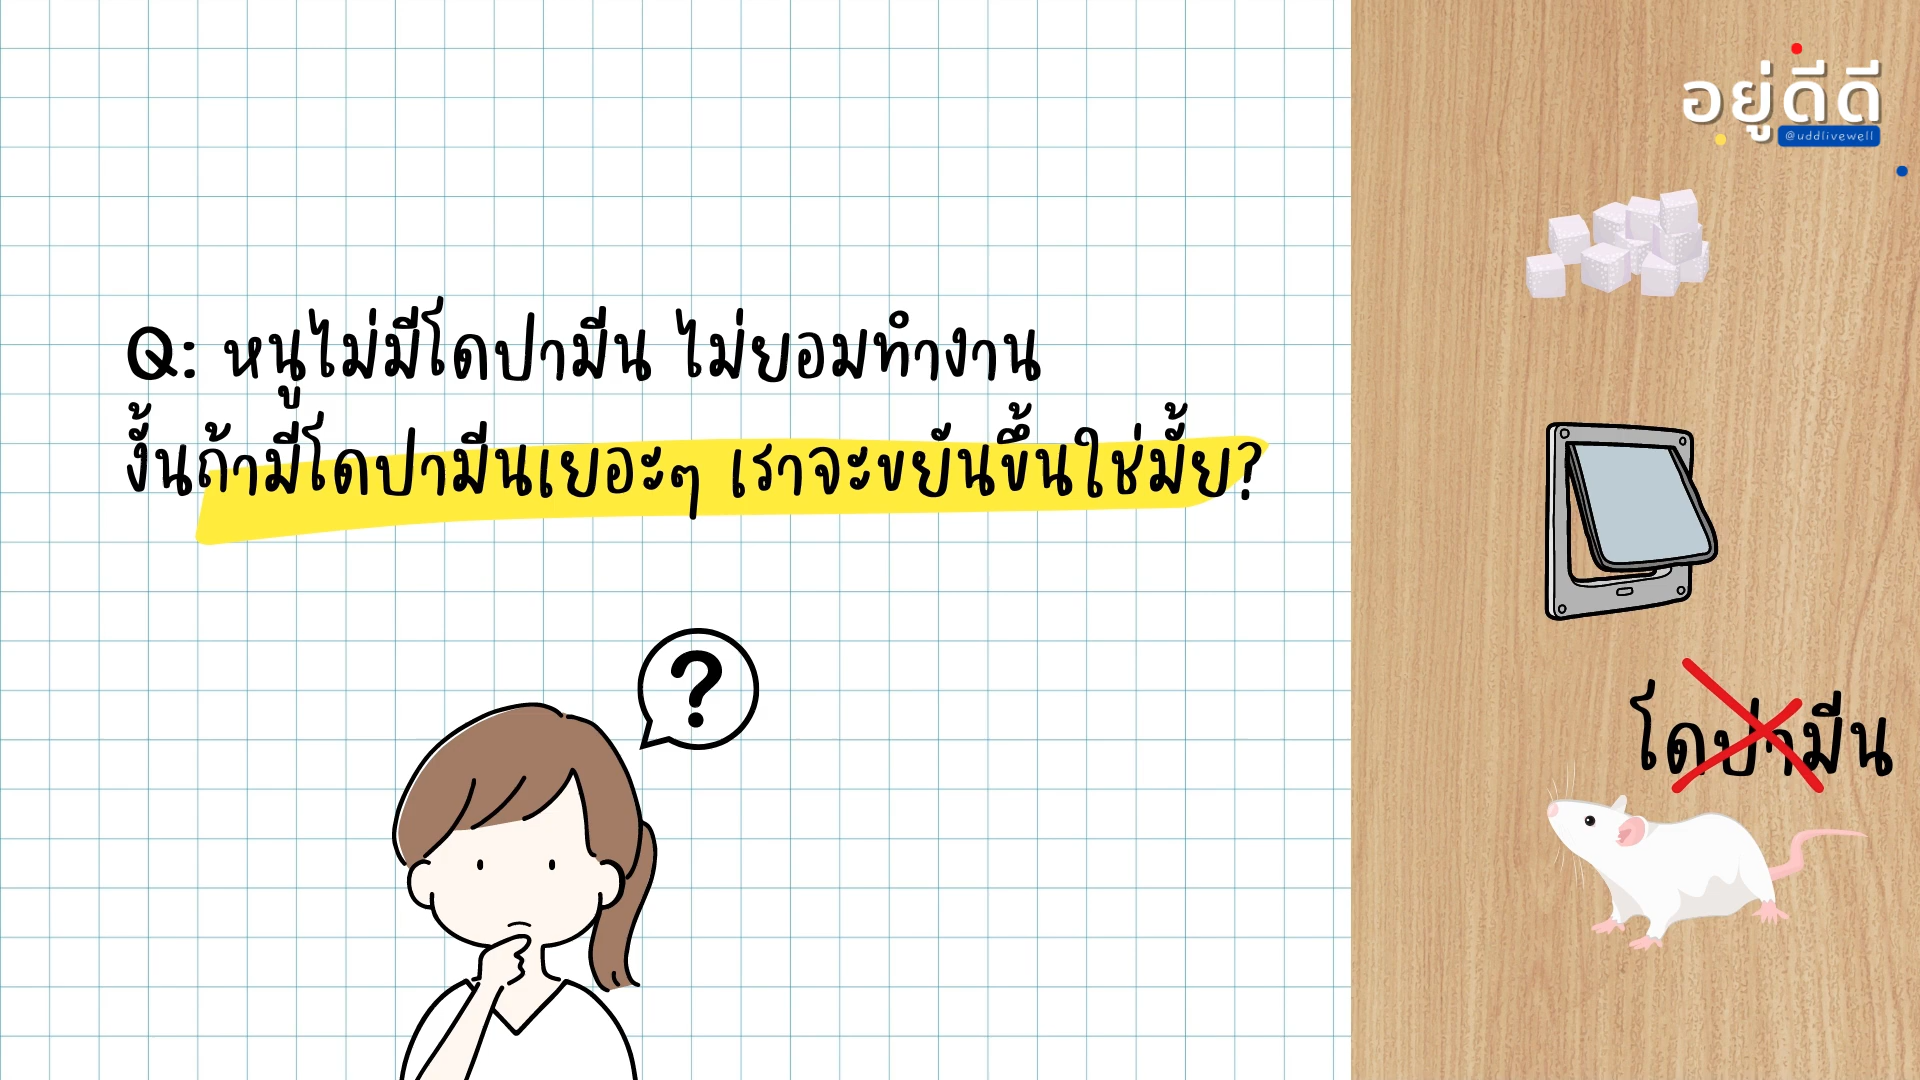 อยู่ดีดี
@uddlivewell
Q: หนูไม่มีโดปามีน ไม่ยอมทำงาน
งั้นถ้ามีโดปามีนเยอะๆ เราจะขยันขึ้นใช่มั้ย?
?
โดปามีน